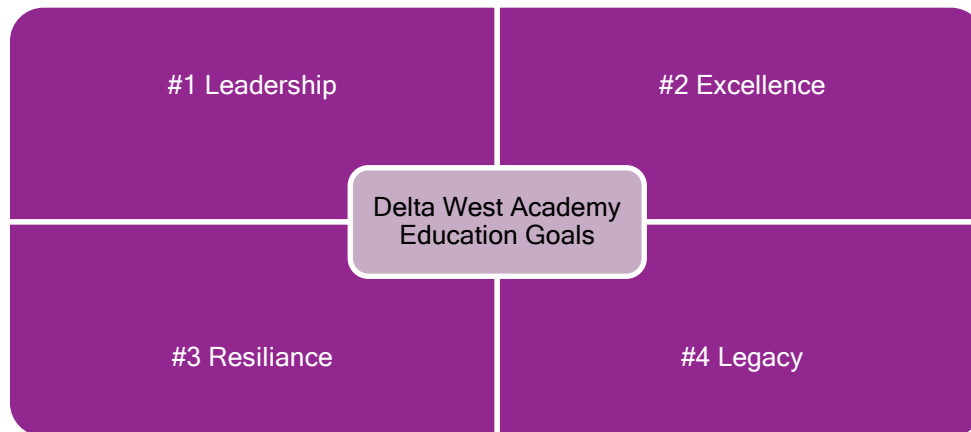 #1 Leadership
#2 Excellence
Delta West Academy
Education Goals
#3 Resiliance
#4 Legacy